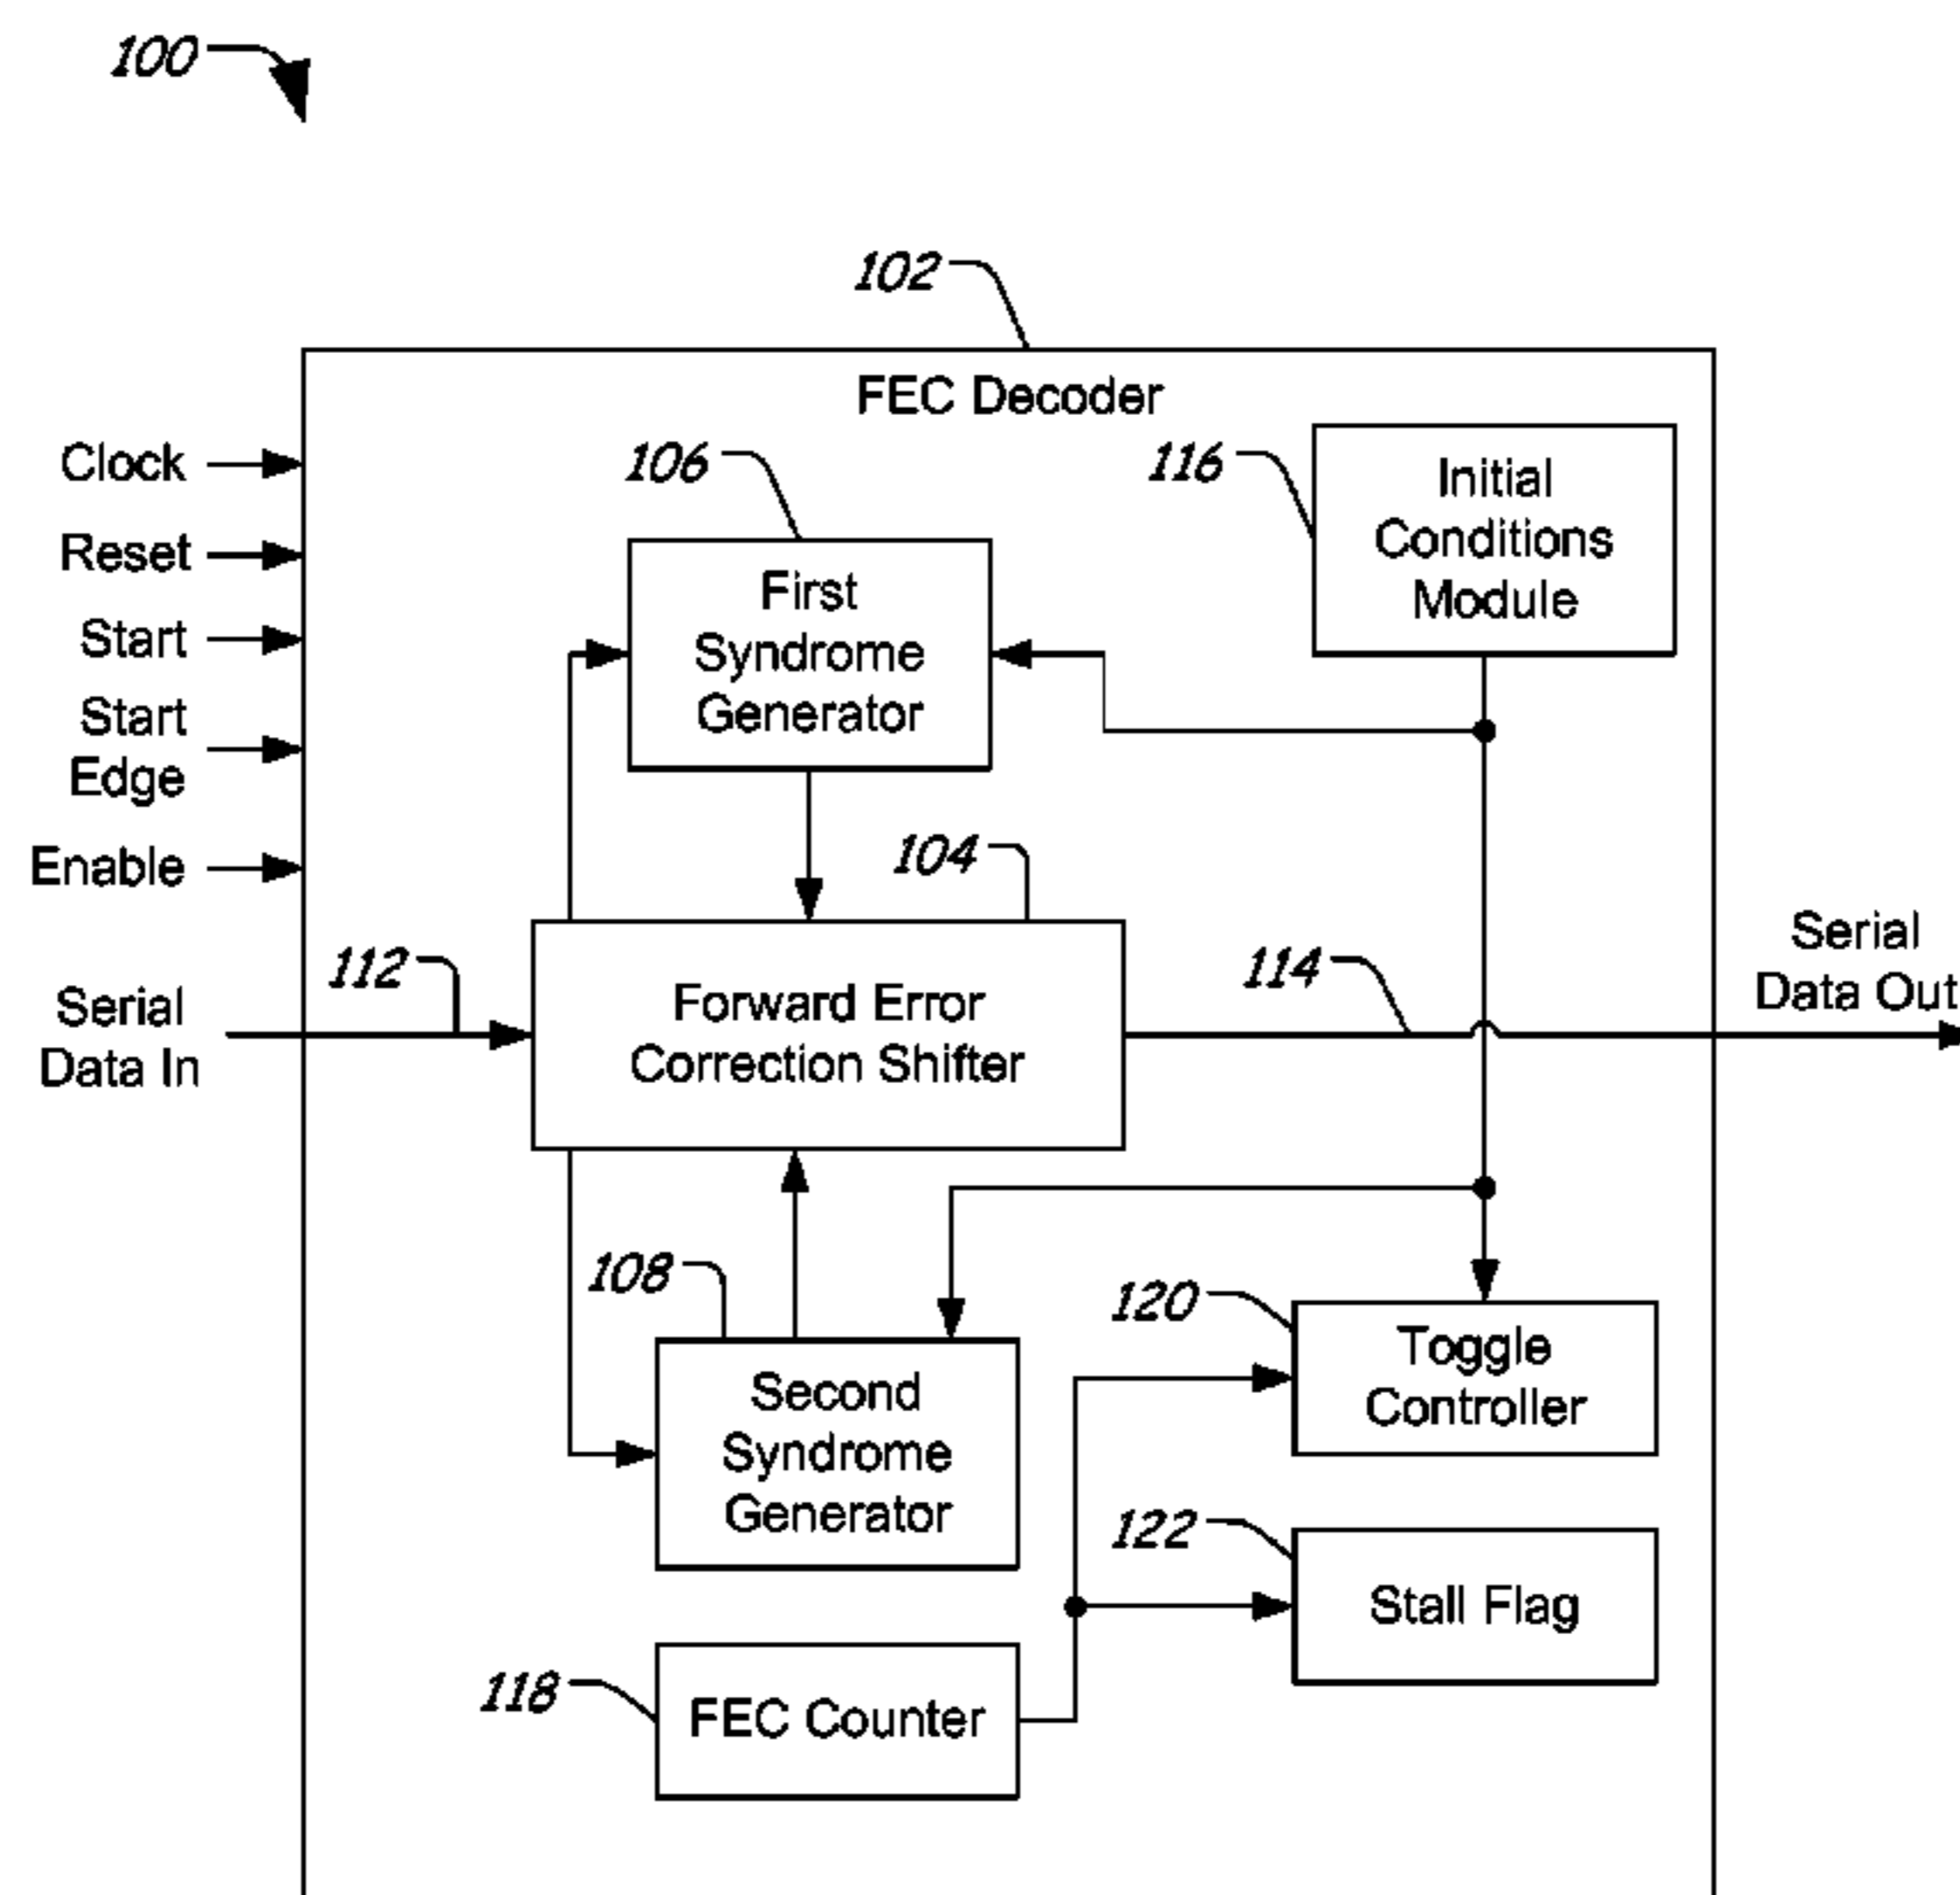 100
102
FEC Decoder
Clock
Reset
Start
Start
Edge
Enable
106
116
Initial
Conditions
Module
First
Syndrome
Generator
104
112
114
Serial
Data In
Forward Error
Correction Shifter
Serial
Data Out
108
120
Second
Syndrome
Generator
Toggle
Controller
122
Stall Flag
118
FEC Counter